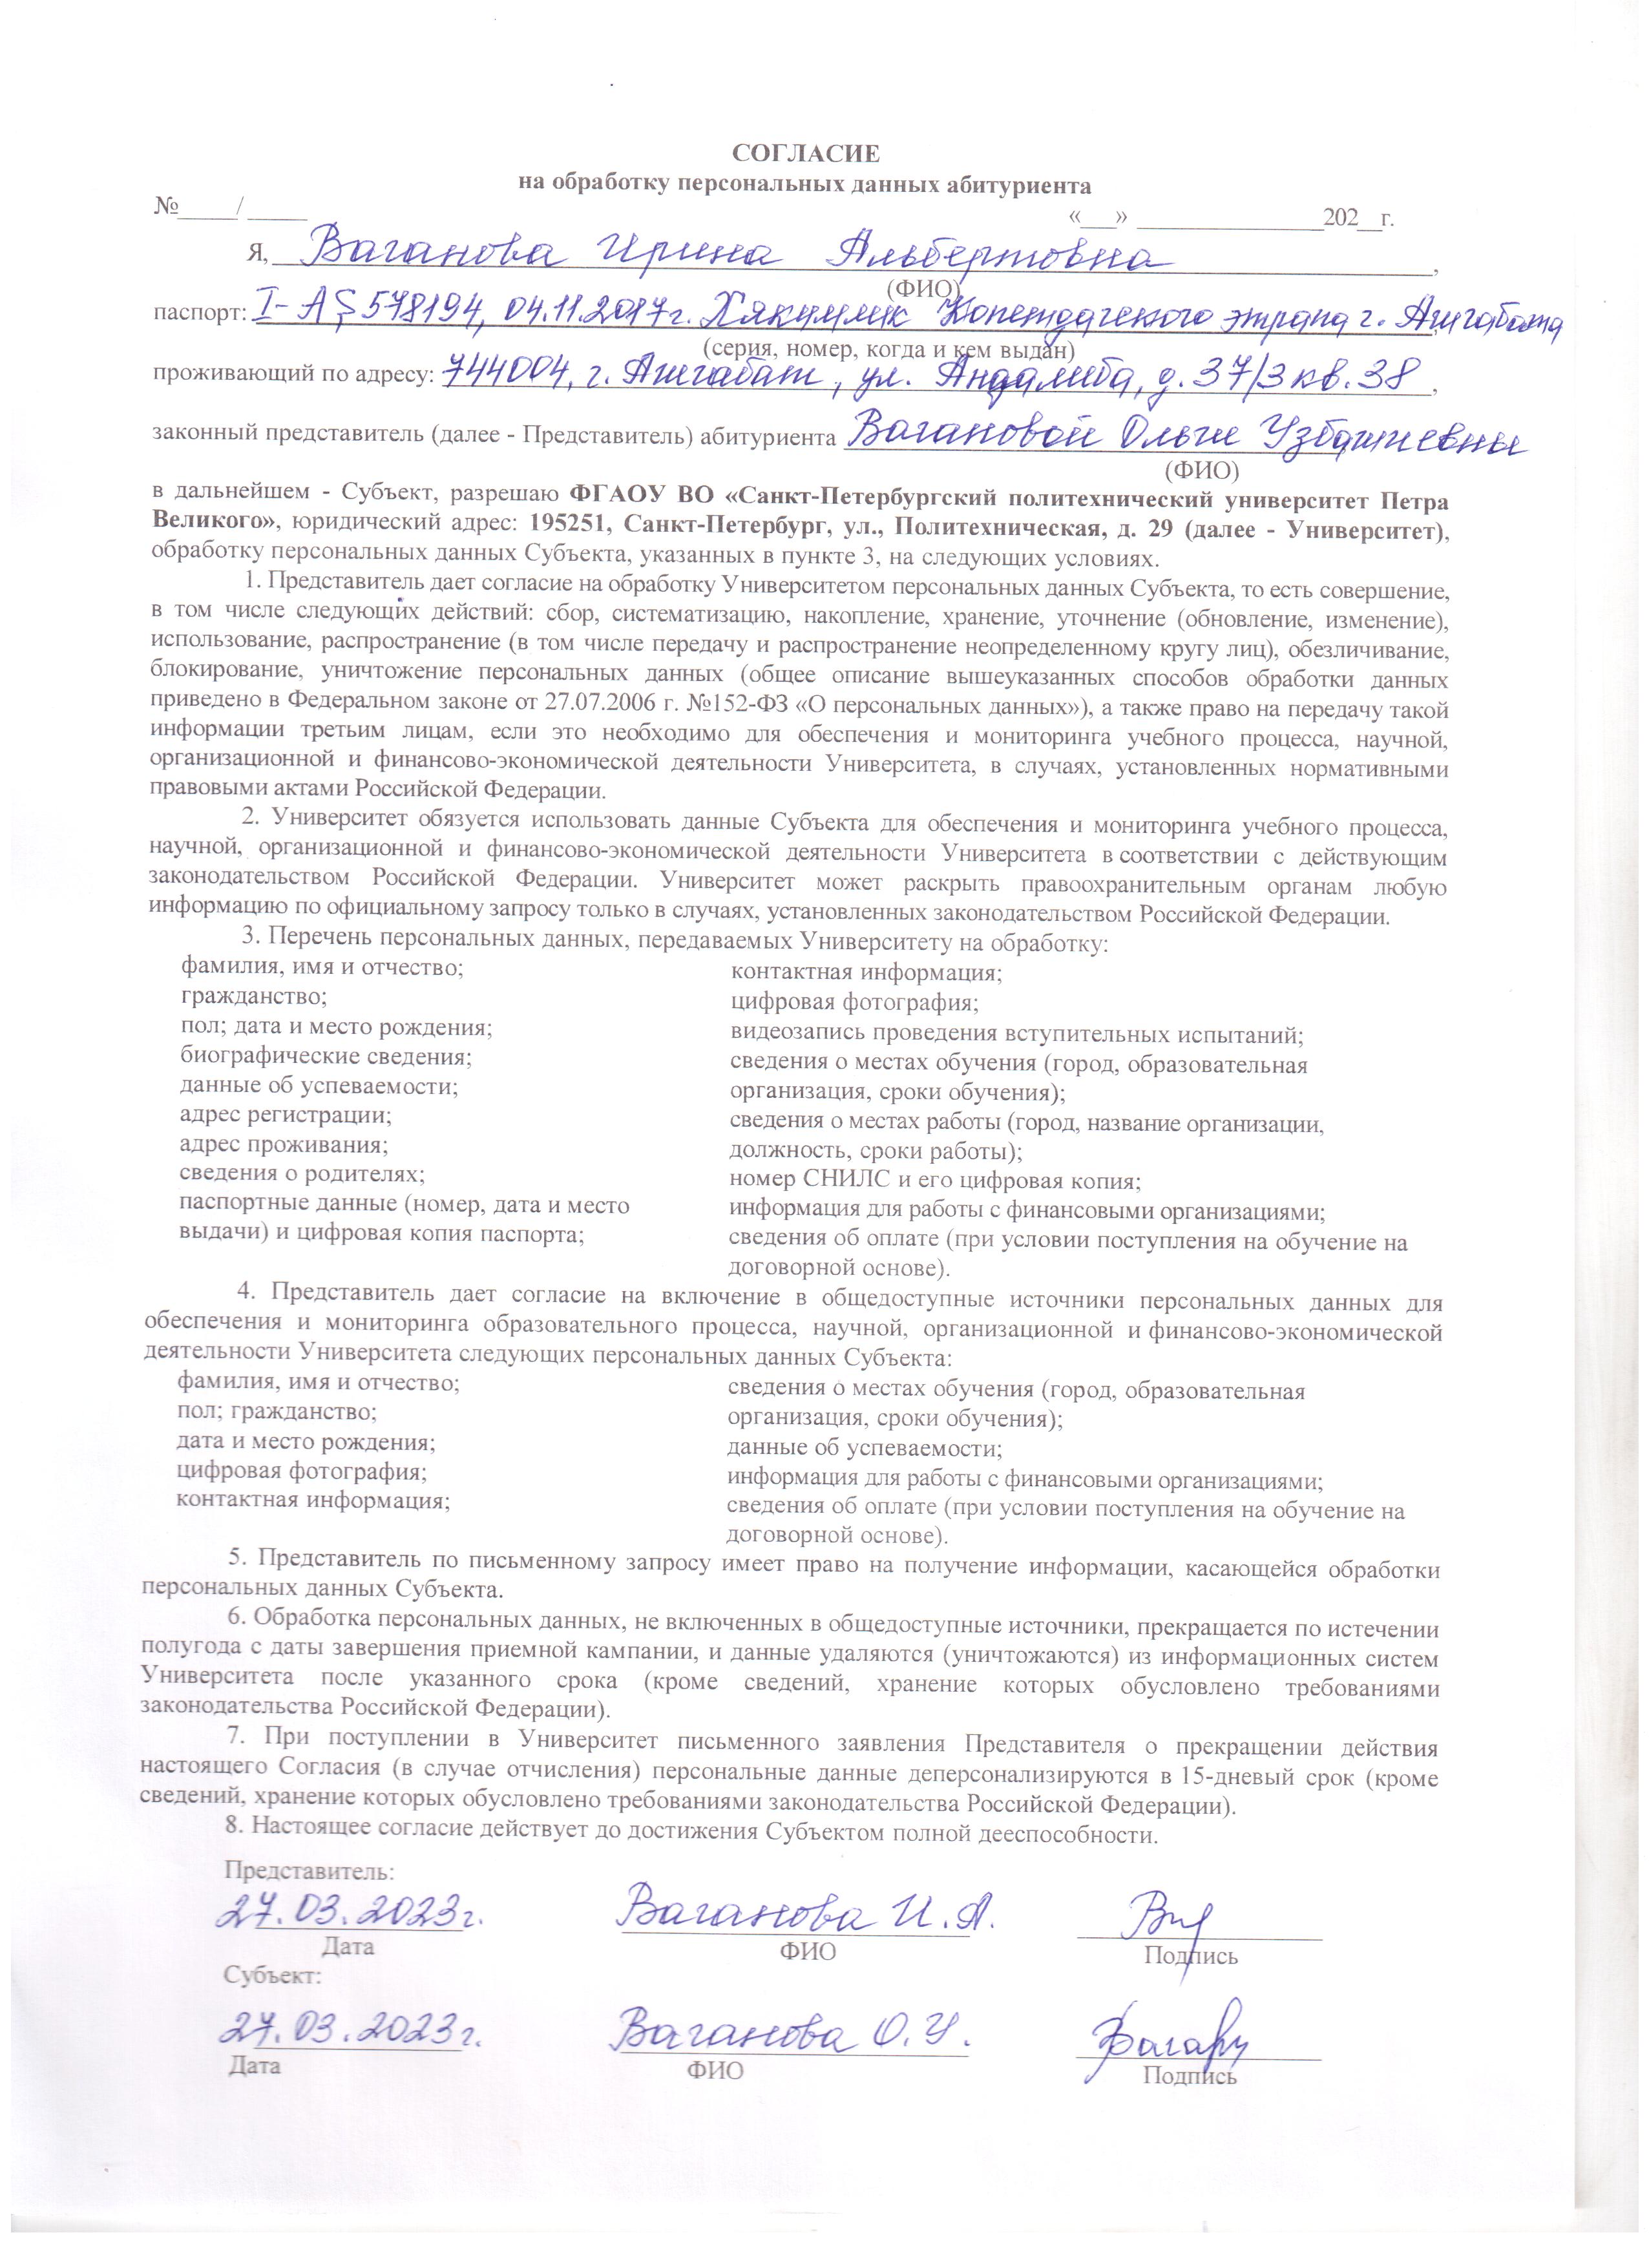 СОГЛАСИЕ
на обработку персональных данных абитуриента
№_____/ _____ «___» ________________202__г.
Я, Ваганова Ирина Альбертовна,
(ФИО)
паспорт: I-AŞ 578194, 04.11.2017г. Хякимлик Копетдагского этрапа г. Ашгабата
(серия, номер, когда и кем выдан)
проживающий по адресу: 744004, г. Ашгабат, ул. Андалиба, д. 37/3 кв. 38,
законный представитель (далее - Представитель) абитуриента Вагановой Ольги
(ФИО)
в дальнейшем - Субъект, разрешаю ФГАОУ ВО «Санкт-Петербургский политехнический университет Петра
Великого», юридический адрес: 195251, Санкт-Петербург, ул., Политехническая, д. 29 (далее - Университет),
обработку персональных данных Субъекта, указанных в пункте 3, на следующих условиях.
1. Представитель дает согласие на обработку Университетом персональных данных Субъекта, то есть совершение,
в том числе следующих действий: сбор, систематизацию, накопление, хранение, уточнение (обновление, изменение),
использование, распространение (в том числе передачу и распространение неопределенному кругу лиц), обезличивание,
блокирование, уничтожение персональных данных (общее описание вышеуказанных способов обработки данных
приведено в Федеральном законе от 27.07.2006 г. №152-ФЗ «О персональных данных»), а также право на передачу такой
информации третьим лицам, если это необходимо для обеспечения и мониторинга учебного процесса, научной,
организационной и финансово-экономической деятельности Университета, в случаях, установленных нормативными
правовыми актами Российской Федерации.
2. Университет обязуется использовать данные Субъекта для обеспечения и мониторинга учебного процесса,
научной, организационной и финансово-экономической деятельности Университета в соответствии с действующим
законодательством Российской Федерации. Университет может раскрыть правоохранительным органам любую
информацию по официальному запросу только в случаях, установленных законодательством Российской Федерации.
3. Перечень персональных данных, передаваемых Университету на обработку:
фамилия, имя и отчество;
гражданство;
пол; дата и место рождения;
биографические сведения;
данные об успеваемости;
адрес регистрации;
адрес проживания;
сведения о родителях;
паспортные данные (номер, дата и место
выдачи) и цифровая копия паспорта;
контактная информация;
цифровая фотография;
видеозапись проведения вступительных испытаний;
сведения о местах обучения (город, образовательная
организация, сроки обучения);
сведения о местах работы (город, название организации,
должность, сроки работы);
номер СНИЛС и его цифровая копия;
информация для работы с финансовыми организациями;
сведения об оплате (при условии поступления на обучение на
договорной основе).
4. Представитель дает согласие на включение в общедоступные источники персональных данных для
обеспечения и мониторинга образовательного процесса, научной, организационной и финансово-экономической
деятельности Университета следующих персональных данных Субъекта:
фамилия, имя и отчество;
пол; гражданство;
дата и место рождения;
цифровая фотография;
контактная информация;
сведения о местах обучения (город, образовательная
организация, сроки обучения);
данные об успеваемости;
информация для работы с финансовыми организациями;
сведения об оплате (при условии поступления на обучение на
договорной основе).
5. Представитель по письменному запросу имеет право на получение информации, касающейся обработки
персональных данных Субъекта.
6. Обработка персональных данных, не включенных в общедоступные источники, прекращается по истечении
полугода с даты завершения приемной кампании, и данные удаляются (уничтожаются) из информационных систем
Университета после указанного срока (кроме сведений, хранение которых обусловлено требованиями
законодательства Российской Федерации).
7. При поступлении в Университет письменного заявления Представителя о прекращении действия
настоящего Согласия (в случае отчисления) персональные данные деперсонализируются в 15-дневый срок (кроме
сведений, хранение которых обусловлено требованиями законодательства Российской Федерации).
8. Настоящее согласие действует до достижения Субъектом полной дееспособности.
Представитель:
27.03.2023г. Ваганова И.А.
Дата ФИО Подпись
Субъект:
27.03.2023г. Ваганова О.У.
Дата ФИО Подпись